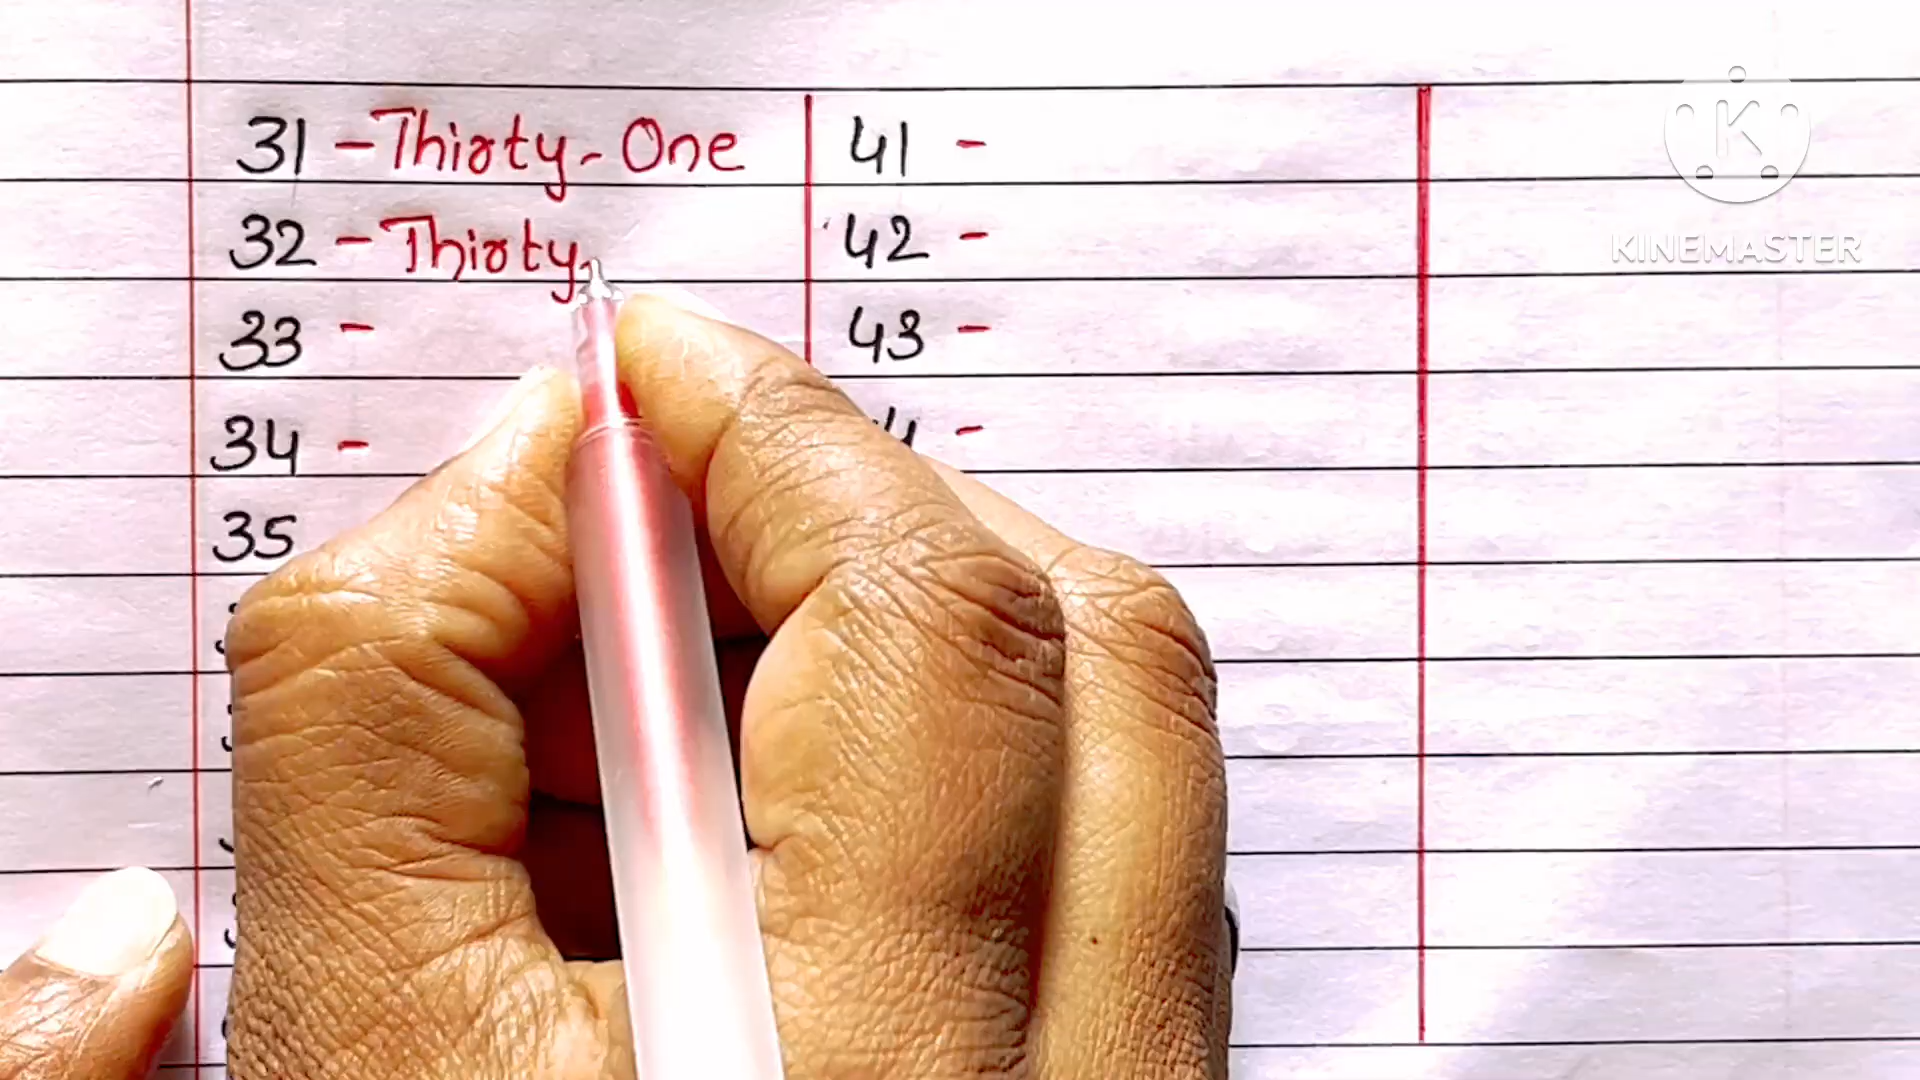 31 - Thirty - One
32 - Thirty -
33 -
34 -
35
41 -
42 -
43 -
K
KINEMASTER